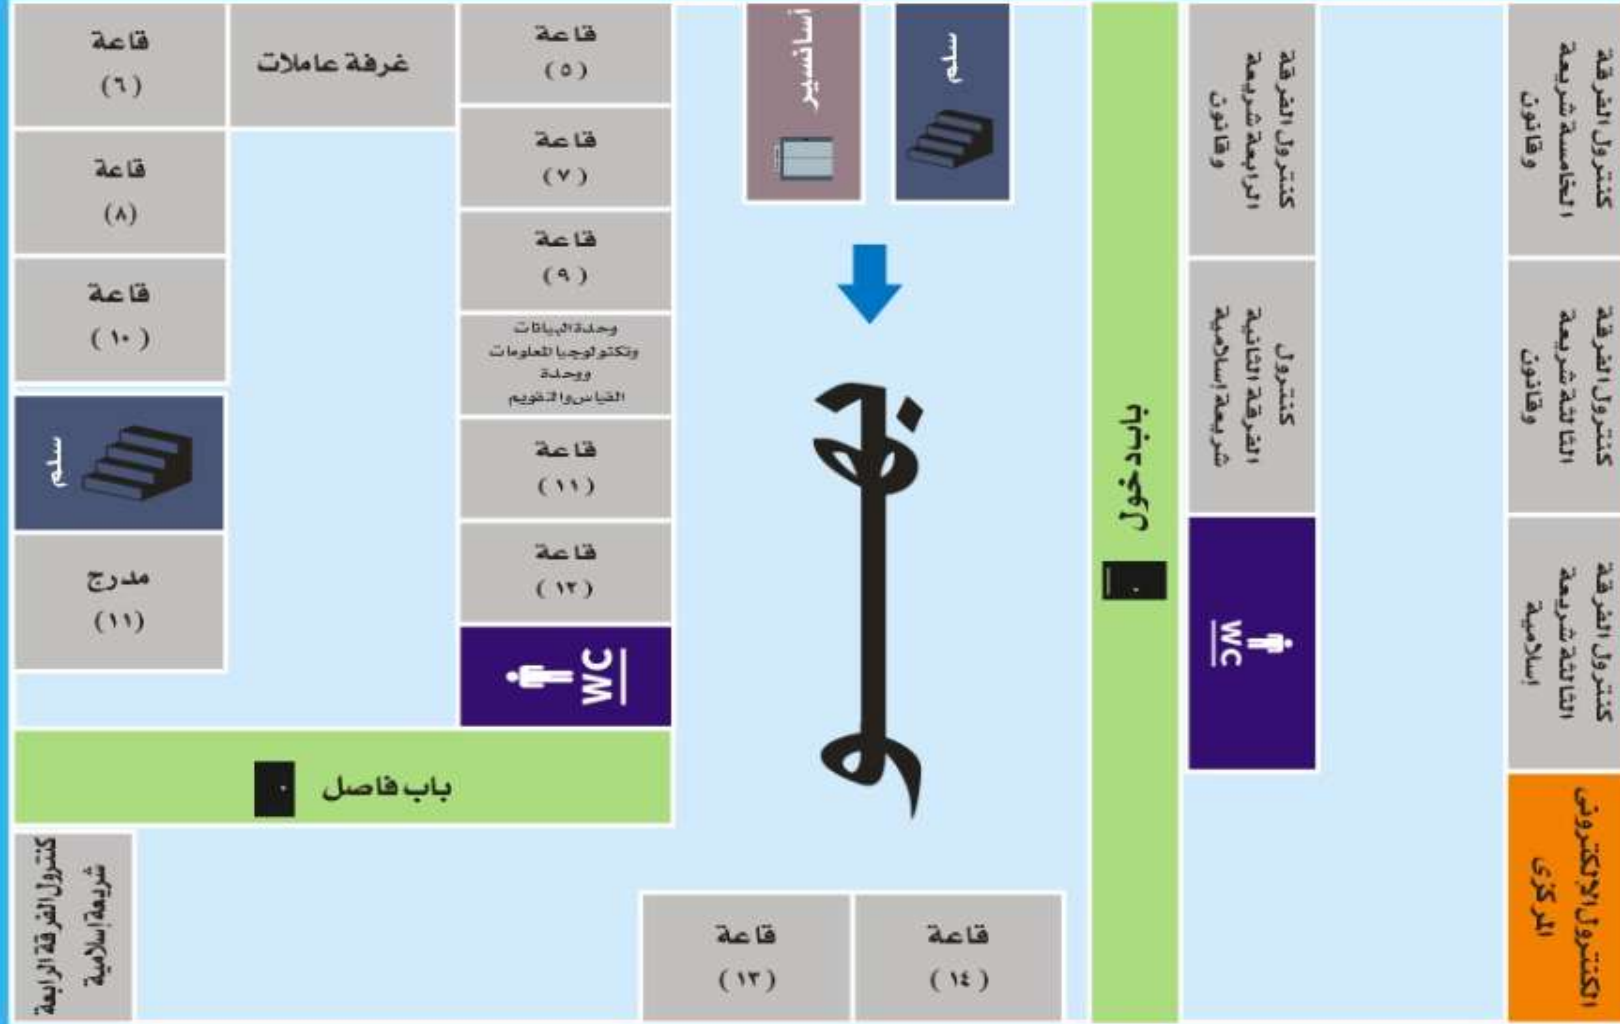 قاعة
(٦)
غرفة عاملات
قاعة
(٥)
أسانسير
سلم
كنترول الفرقة
الرابعة شريعة
وقانون
كنترول الفرقة
الخامسة شريعة
وقانون
قاعة
(٨)
قاعة
(٧)
قاعة
(٩)
قاعة
(١٠)
وحدة البيانات
وتكنولوجيا المعلومات
ووحدة
القياس والتقويم
كنترول
الفرقة الثانية
شريعة إسلامية
كنترول الفرقة
الثالثة شريعة
وقانون
سلم
قاعة
(١١)
باب دخول
مدرج
(١١)
قاعة
(١٢)
WC
WC
كنترول الفرقة
الثالثة شريعة
إسلامية
باب فاصل
الكنترول الإلكترونى
المركزى
كنترول الفرقة الرابعة
شريعة إسلامية
قاعة
(١٣)
قاعة
(١٤)